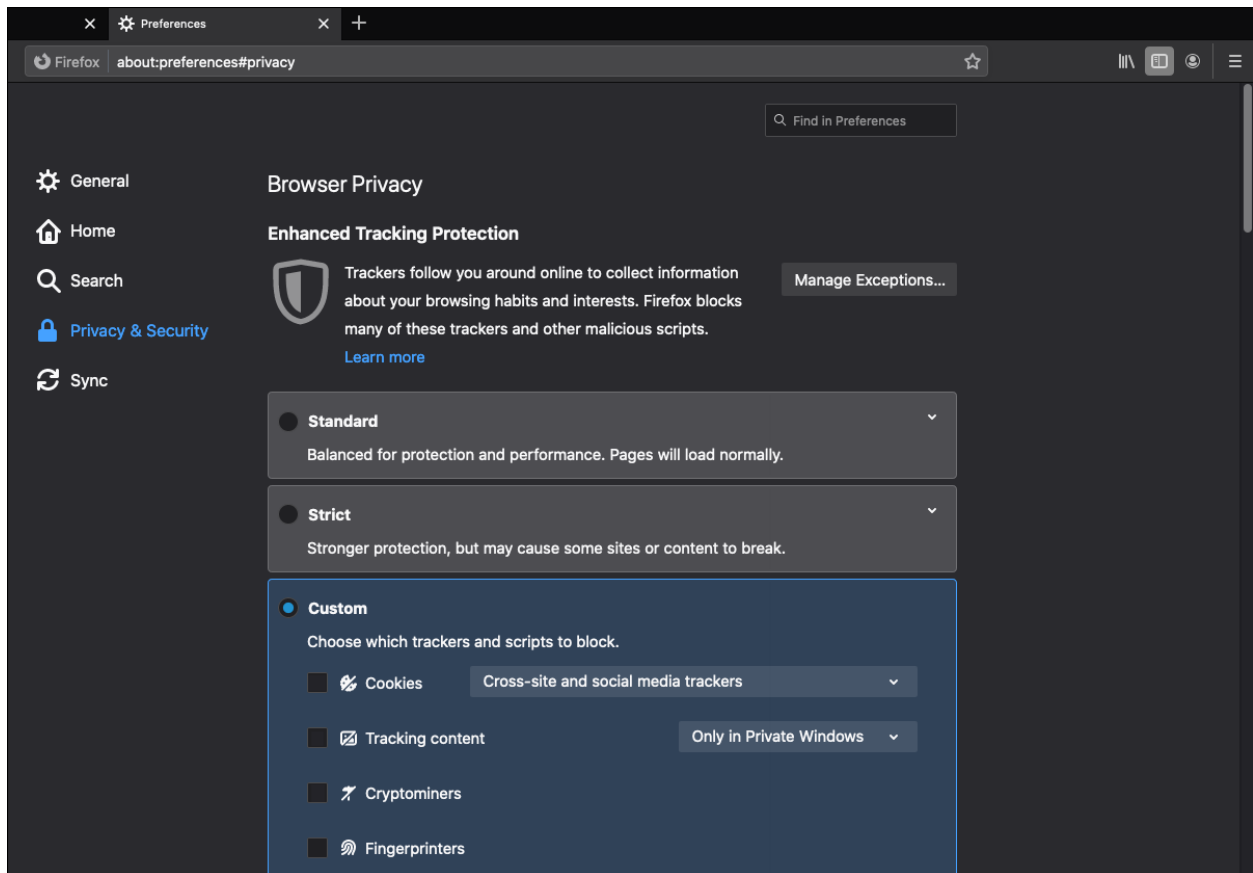 Preferences
Firefox about:preferences#privacy
Find in Preferences
General
Home
Search
Privacy & Security
Sync
Browser Privacy
Enhanced Tracking Protection
Trackers follow you around online to collect information
about your browsing habits and interests. Firefox blocks
many of these trackers and other malicious scripts.
Learn more
Manage Exceptions...
Standard
Balanced for protection and performance. Pages will load normally.
Strict
Stronger protection, but may cause some sites or content to break.
Custom
Choose which trackers and scripts to block.
Cookies Cross-site and social media trackers
Tracking content Only in Private Windows
Cryptominers
Fingerprinters